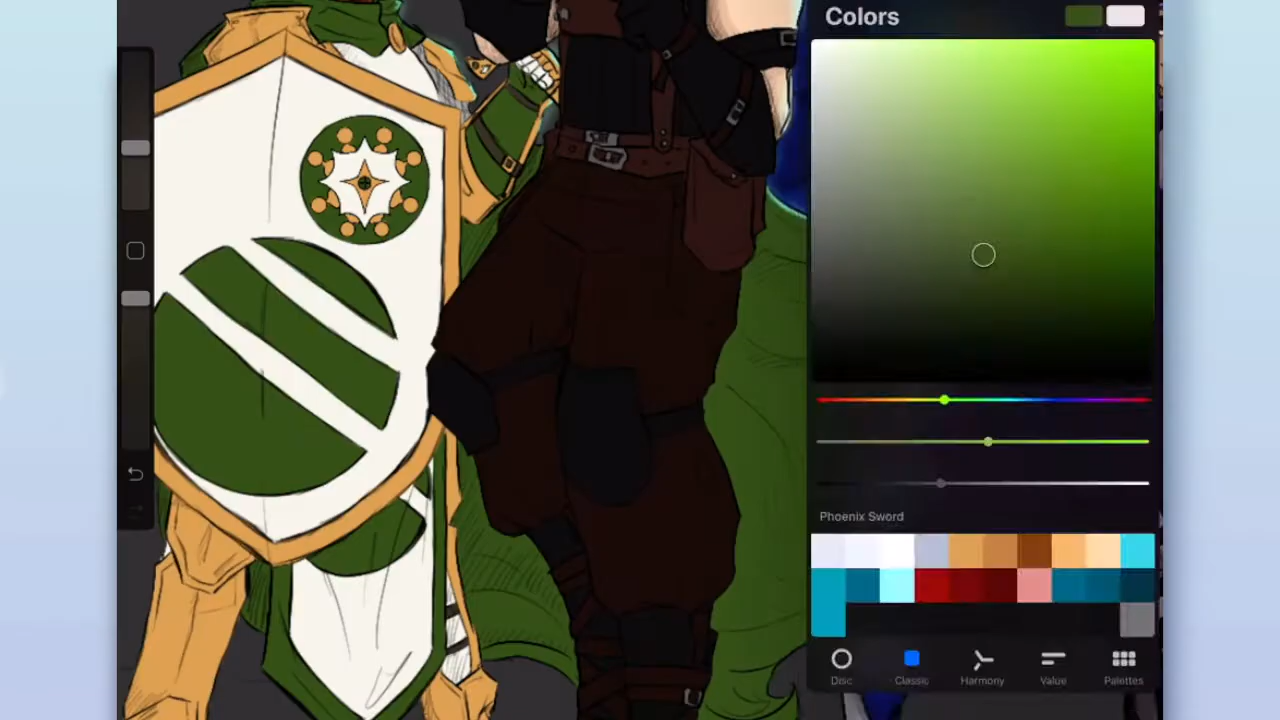 Colors
Phoenix Sword
Disc
Classic
Harmony
Value
Palettes